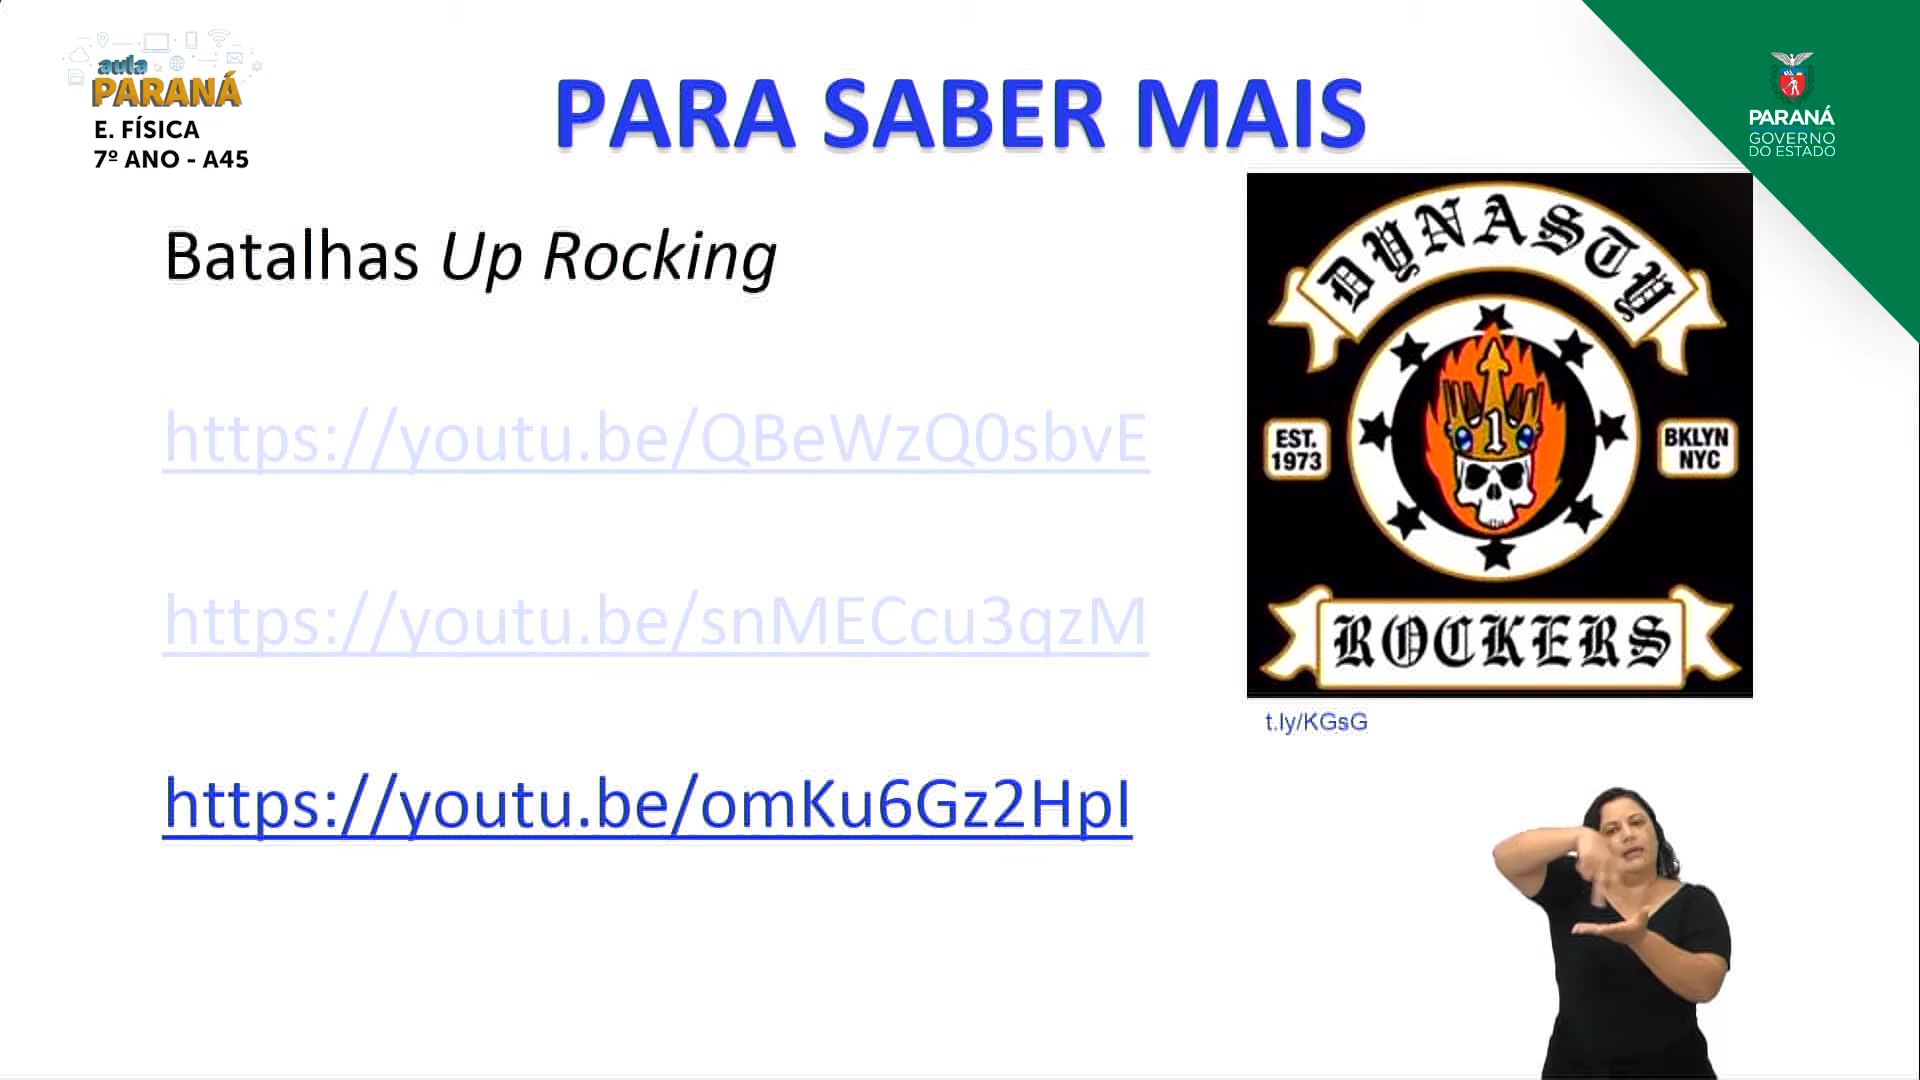 aula
PARANÁ
E. FÍSICA
7º ANO - A45
PARA SABER MAIS
PARANÁ
GOVERNO
DO ESTADO
Batalhas Up Rocking
https://youtu.be/QBeWzQ0sbvE
https://youtu.be/snMECcu3qzM
https://youtu.be/omKu6Gz2HpI
DYNASTY
1
EST.
1973
BKLYN
NYC
ROCKERS
t.ly/KGsG